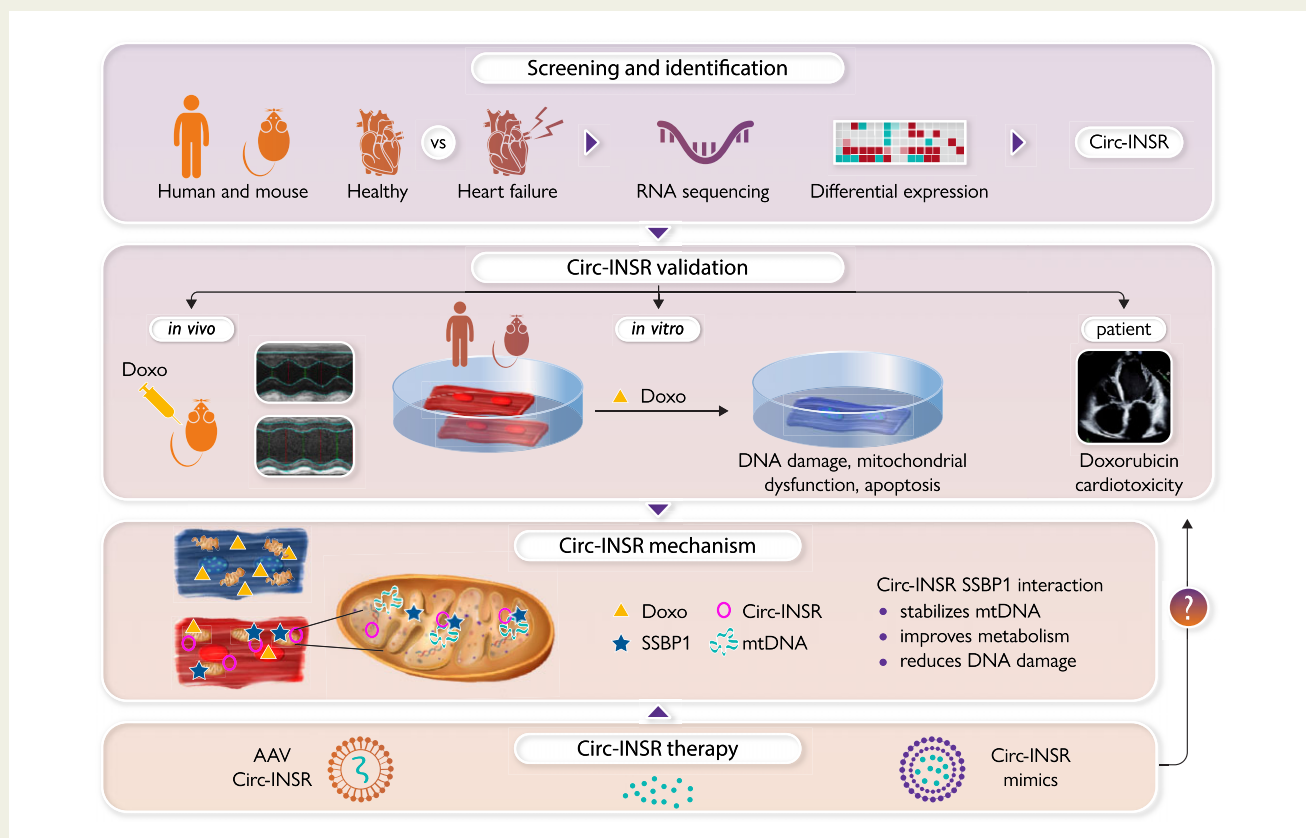 Screening and identification
vs
Circ-INSR
Human and mouse
Healthy
Heart failure
RNA sequencing
Differential expression
Circ-INSR validation
in vivo
in vitro
patient
Doxo
Doxo
DNA damage, mitochondrial
dysfunction, apoptosis
Doxorubicin
cardiotoxicity
Circ-INSR mechanism
Doxo
Circ-INSR
SSBP1
mtDNA
Circ-INSR SSBP1 interaction
• stabilizes mtDNA
• improves metabolism
• reduces DNA damage
?
Circ-INSR therapy
AAV
Circ-INSR
Circ-INSR
mimics